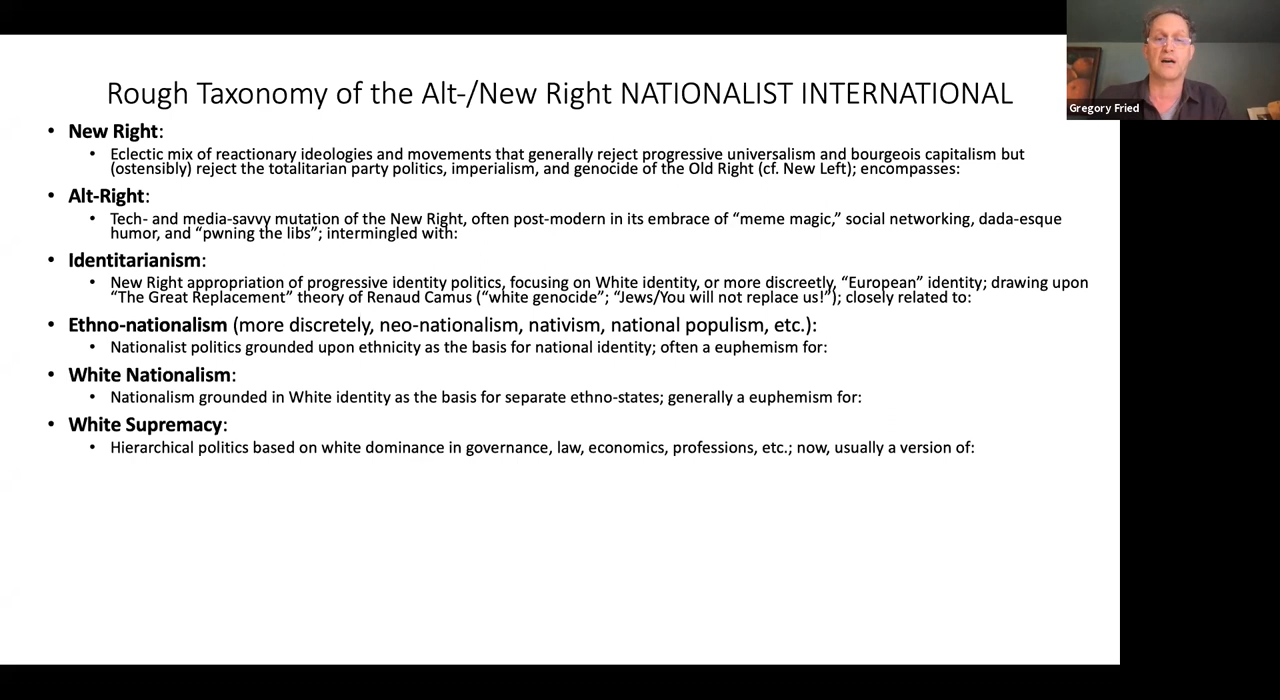 Rough Taxonomy of the Alt-/New Right NATIONALIST INTERNATIONAL
• New Right:
• Eclectic mix of reactionary ideologies and movements that generally reject progressive universalism and bourgeois capitalism but
(ostensibly) reject the totalitarian party politics, imperialism, and genocide of the Old Right (cf. New Left); encompasses:
• Alt-Right:
• Tech- and media-savvy mutation of the New Right, often post-modern in its embrace of “meme magic,” social networking, dada-esque
humor, and “pwning the libs”; intermingled with:
• Identitarianism:
• New Right appropriation of progressive identity politics, focusing on White identity, or more discreetly, “European” identity; drawing upon
“The Great Replacement” theory of Renaud Camus (“white genocide”; “Jews/You will not replace us!”); closely related to:
• Ethno-nationalism (more discretely, neo-nationalism, nativism, national populism, etc.):
• Nationalist politics grounded upon ethnicity as the basis for national identity; often a euphemism for:
• White Nationalism:
• Nationalism grounded in White identity as the basis for separate ethno-states; generally a euphemism for:
• White Supremacy:
• Hierarchical politics based on white dominance in governance, law, economics, professions, etc.; now, usually a version of:
Gregory Fried